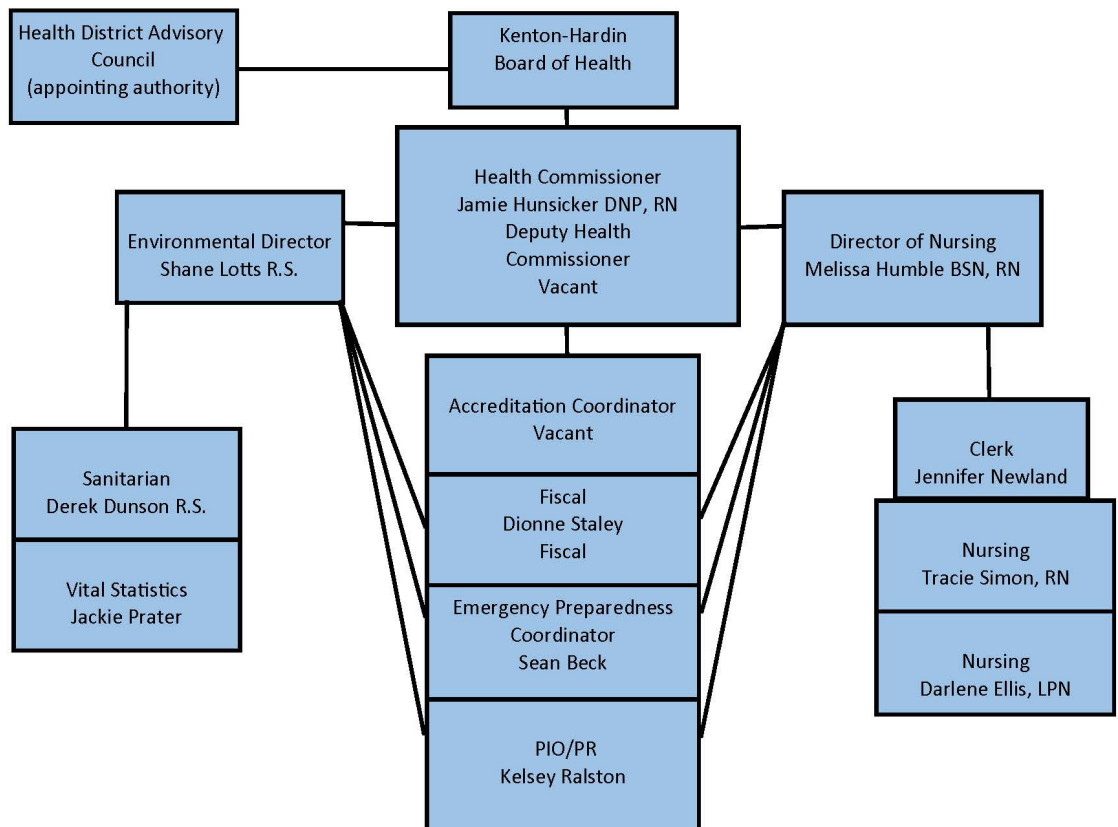 Health District Advisory
Council
(appointing authority)
Kenton-Hardin
Board of Health
Health Commissioner
Jamie Hunsicker DNP, RN
Deputy Health
Commissioner
Vacant
Environmental Director
Shane Lotts R.S.
Director of Nursing
Melissa Humble BSN, RN
Accreditation Coordinator
Vacant
Fiscal
Dionne Staley
Fiscal
Emergency Preparedness
Coordinator
Sean Beck
PIO/PR
Kelsey Ralston
Sanitarian
Derek Dunson R.S.
Vital Statistics
Jackie Prater
Clerk
Jennifer Newland
Nursing
Tracie Simon, RN
Nursing
Darlene Ellis, LPN